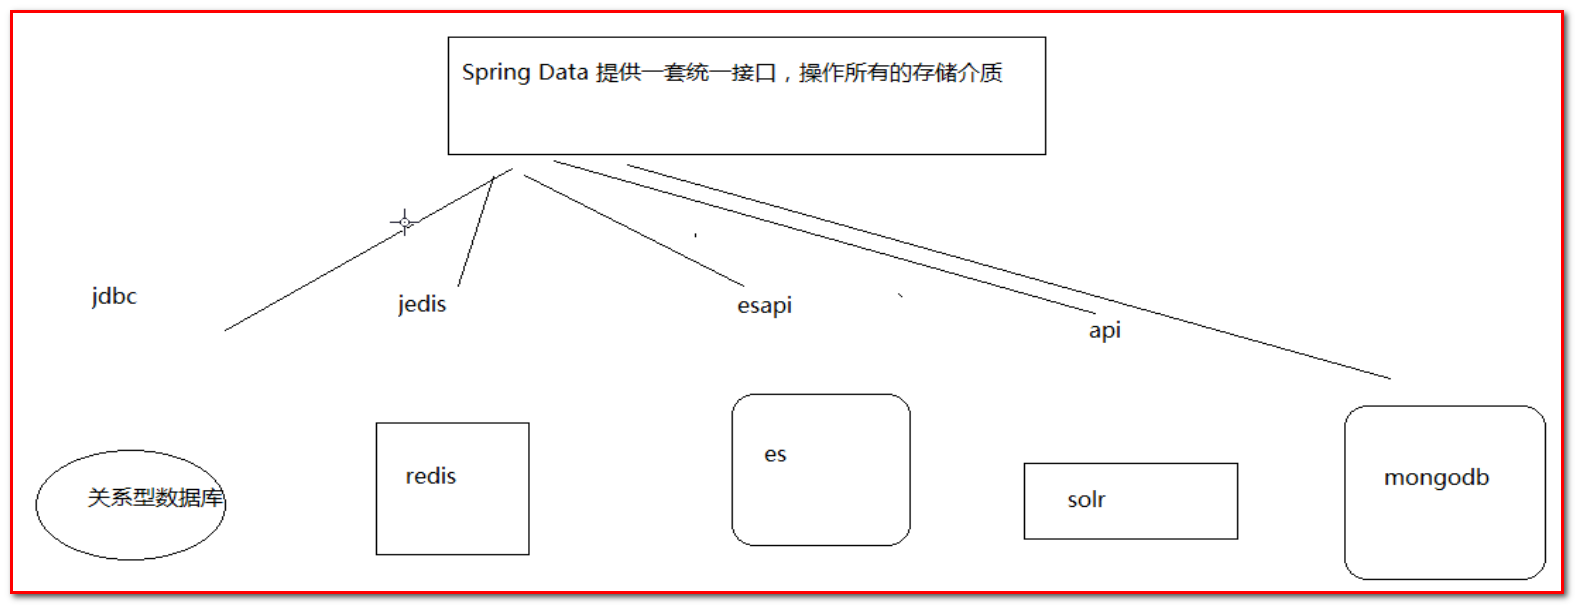 Spring Data 提供一套统一接口，操作所有的存储介质
jdbc
jedis
esapi
api
关系型数据库
redis
es
solr
mongodb